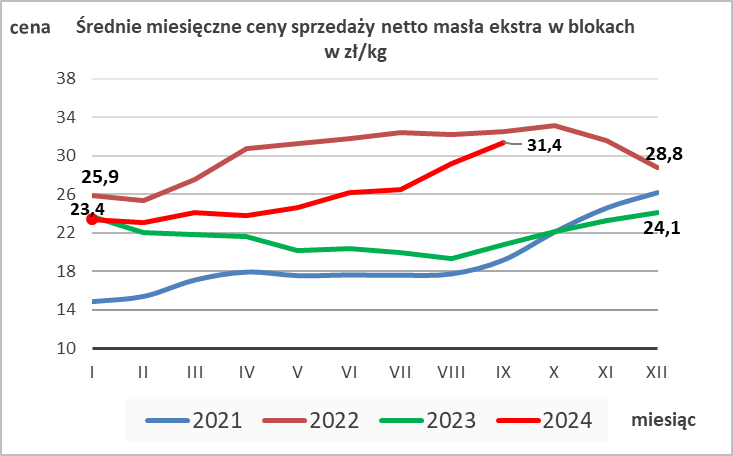 cena
Średnie miesięczne ceny sprzedaży netto masła ekstra w blokach
w zł/kg
38
34
30
26
22
18
14
10
25,9
23,4
31,4
28,8
24,1
I II III IV V VI VII VIII IX X XI XII
2021 2022 2023 2024
miesiąc